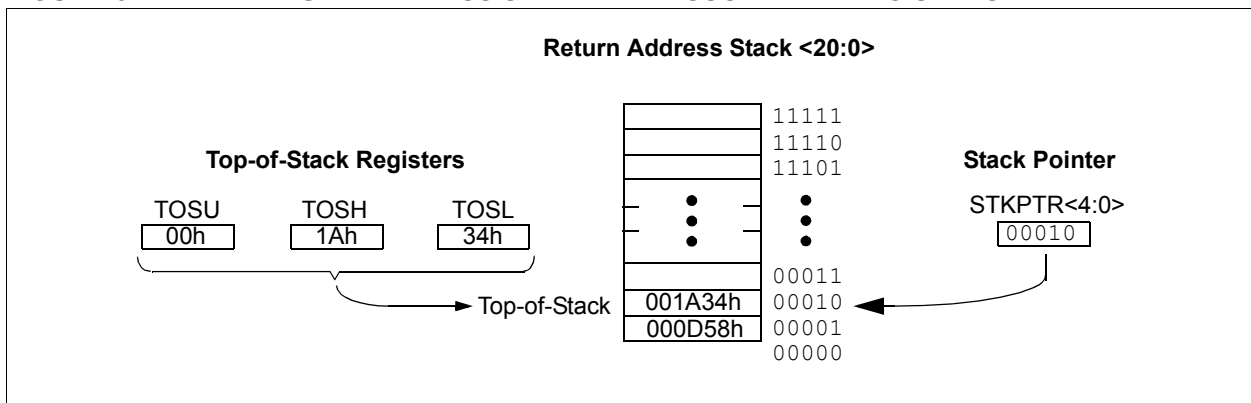 Return Address Stack <20:0>
11111
11110
Top-of-Stack Registers
11101
Stack Pointer
TOSU TOSH TOSL
STKPTR<4:0>
00h 1Ah 34h
00010
00011
Top-of-Stack 001A34h 00010
000D58h 00001
00000